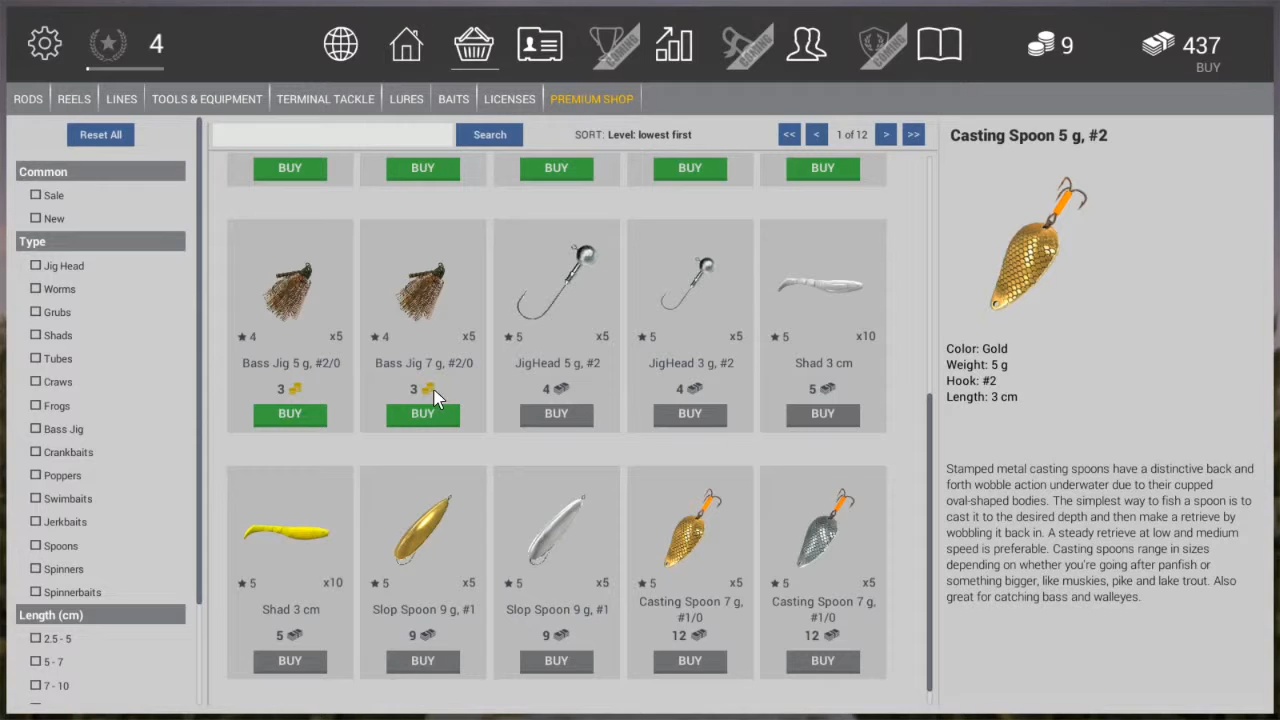 4
COMING
COMING
COMING
9
437
BUY
RODS
REELS
LINES
TOOLS & EQUIPMENT
TERMINAL TACKLE
LURES
BAITS
LICENSES
PREMIUM SHOP
Reset All
Search
SORT: Level: lowest first
<<
<
1 of 12
>
>>
Common
Sale
New
Type
Jig Head
Worms
Grubs
Shads
Tubes
Craws
Frogs
Bass Jig
Crankbaits
Poppers
Swimbaits
Jerkbaits
Spoons
Spinners
Spinnerbaits
Length (cm)
2.5 - 5
5 - 7
7 - 10
BUY
BUY
BUY
BUY
BUY
4 x5
Bass Jig 5 g, #2/0
3
BUY
4 x5
Bass Jig 7 g, #2/0
3
BUY
5 x5
JigHead 5 g, #2
4
BUY
5 x5
JigHead 3 g, #2
4
BUY
5 x10
Shad 3 cm
5
BUY
5 x10
Shad 3 cm
5
BUY
5 x5
Slop Spoon 9 g, #1
9
BUY
5 x5
Slop Spoon 9 g, #1
9
BUY
5 x5
Casting Spoon 7 g,
#1/0
12
BUY
5 x5
Casting Spoon 7 g,
#1/0
12
BUY
Casting Spoon 5 g, #2
Color: Gold
Weight: 5 g
Hook: #2
Length: 3 cm
Stamped metal casting spoons have a distinctive back and
forth wobble action underwater due to their cupped
oval-shaped bodies. The simplest way to fish a spoon is to
cast it to the desired depth and then make a retrieve by
wobbling it back in. A steady retrieve at low and medium
speed is preferable. Casting spoons range in sizes
depending on whether you're going after panfish or
something bigger, like muskies, pike and lake trout. Also
great for catching bass and walleyes.